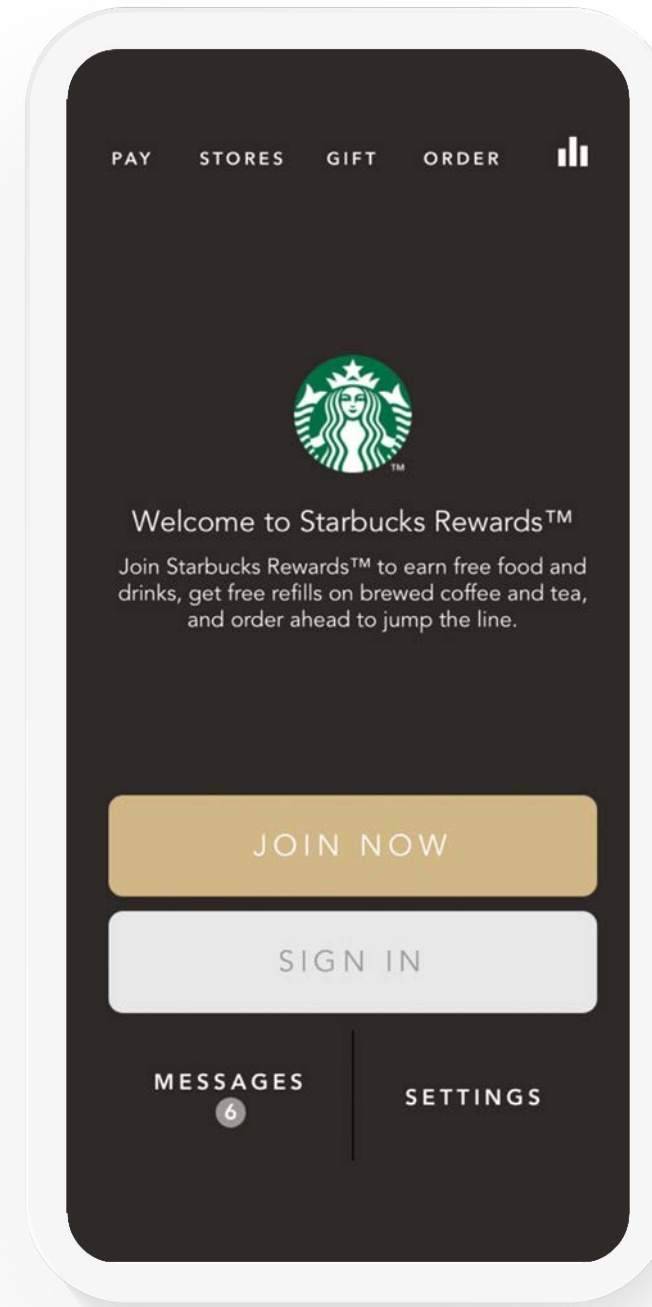 PAY STORES GIFT ORDER
TM
Welcome to Starbucks Rewards™
Join Starbucks Rewards™ to earn free food and
drinks, get free refills on brewed coffee and tea,
and order ahead to jump the line.
JOIN NOW
SIGN IN
MESSAGES
6
SETTINGS